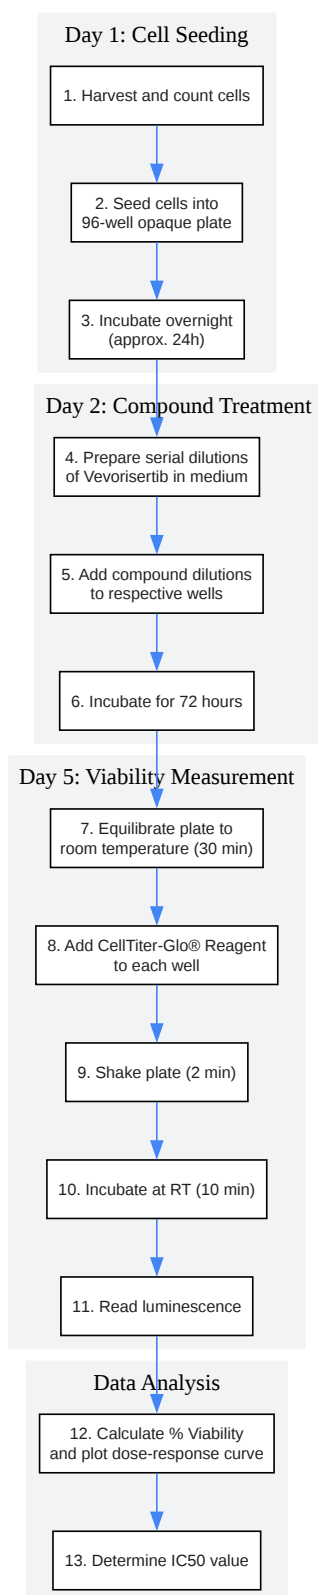 Day 1: Cell Seeding
1. Harvest and count cells
2. Seed cells into
96-well opaque plate
3. Incubate overnight
(approx. 24h)
Day 2: Compound Treatment
4. Prepare serial dilutions
of Vevorisertib in medium
5. Add compound dilutions
to respective wells
6. Incubate for 72 hours
Day 5: Viability Measurement
7. Equilibrate plate to
room temperature (30 min)
8. Add CellTiter-Glo® Reagent
to each well
9. Shake plate (2 min)
10. Incubate at RT (10 min)
11. Read luminescence
Data Analysis
12. Calculate % Viability
and plot dose-response curve
13. Determine IC50 value